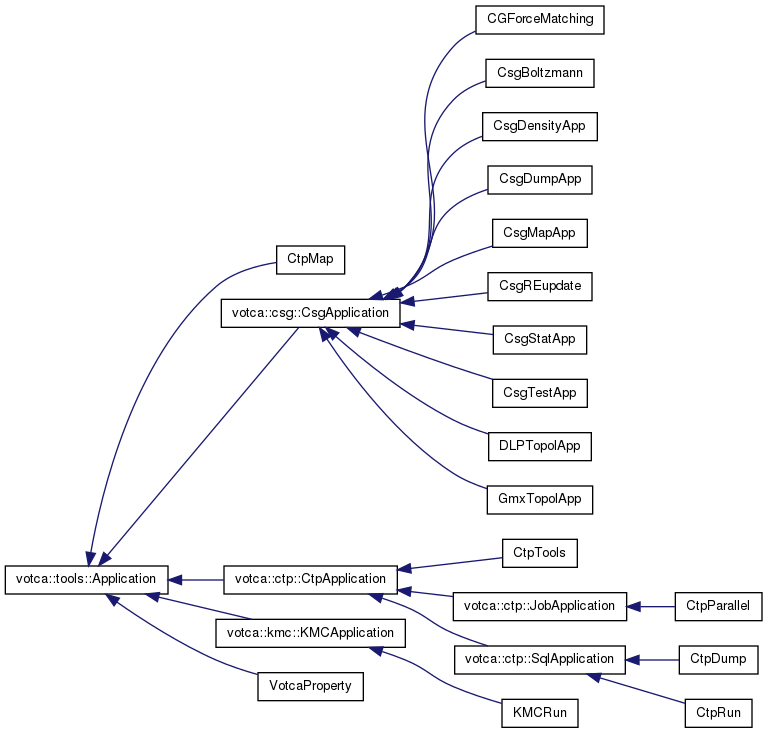 CGForceMatching
CsgBoltzmann
CsgDensityApp
CsgDumpApp
CsgMapApp
CtpMap
CsgREupdate
votca::csg::CsgApplication
CsgStatApp
CsgTestApp
DLPTopolApp
GmxTopolApp
CtpTools
votca::tools::Application
votca::ctp::CtpApplication
votca::ctp::JobApplication
CtpParallel
votca::kmc::KMCApplication
votca::ctp::SqlApplication
CtpDump
VotcaProperty
KMCRun
CtpRun